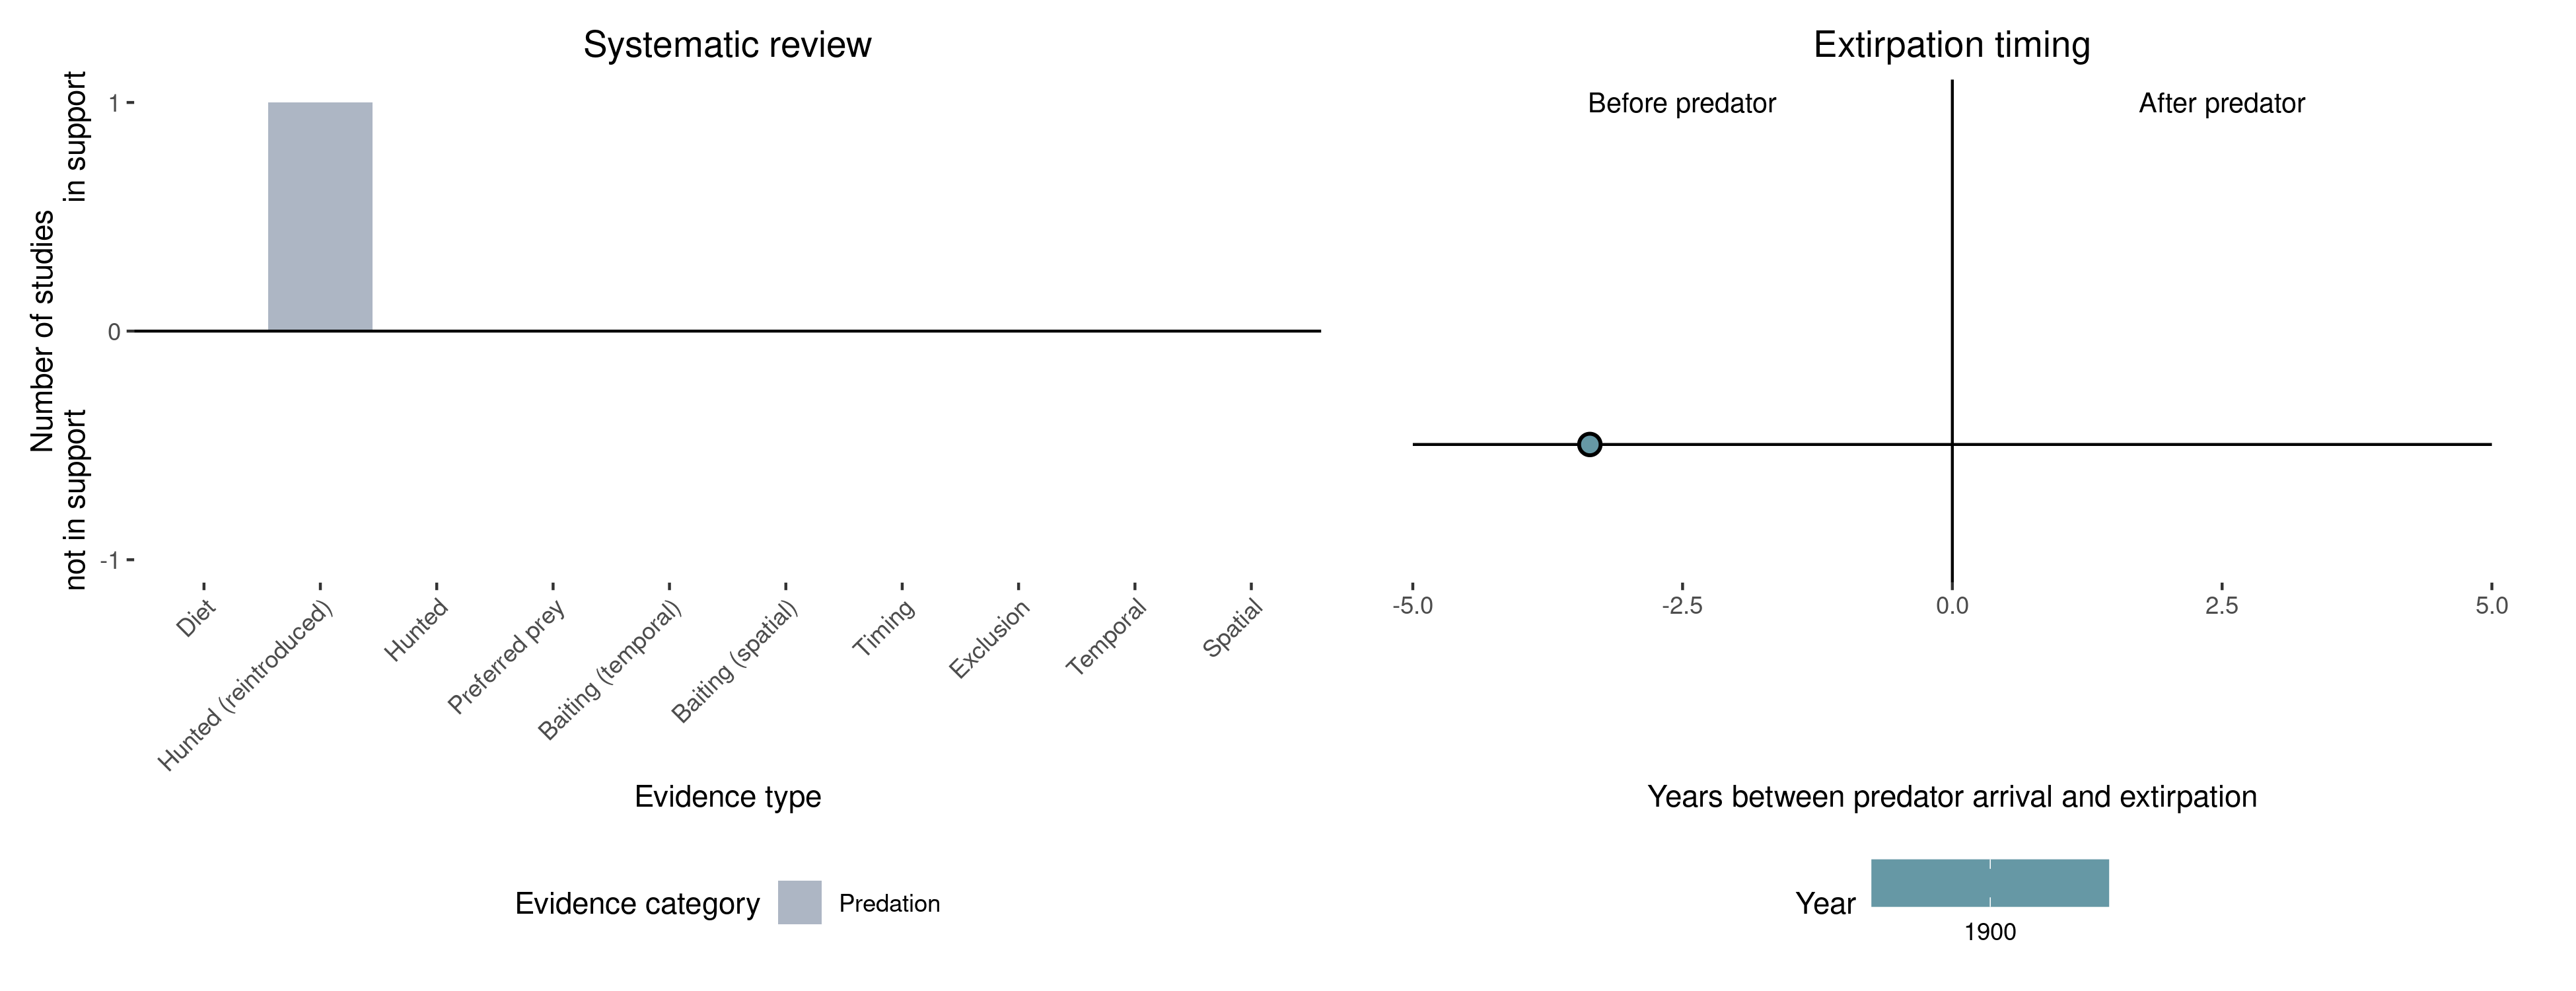 Systematic review
Number of studies
not in support
in support
1
0
-1
Diet
Hunted (reintroduced)
Hunted
Preferred prey
Baiting (temporal)
Baiting (spatial)
Timing
Exclusion
Temporal
Spatial
Evidence type
Evidence category
Predation
Extirpation timing
Before predator
After predator
-5.0
-2.5
0.0
2.5
5.0
Years between predator arrival and extirpation
Year
1900